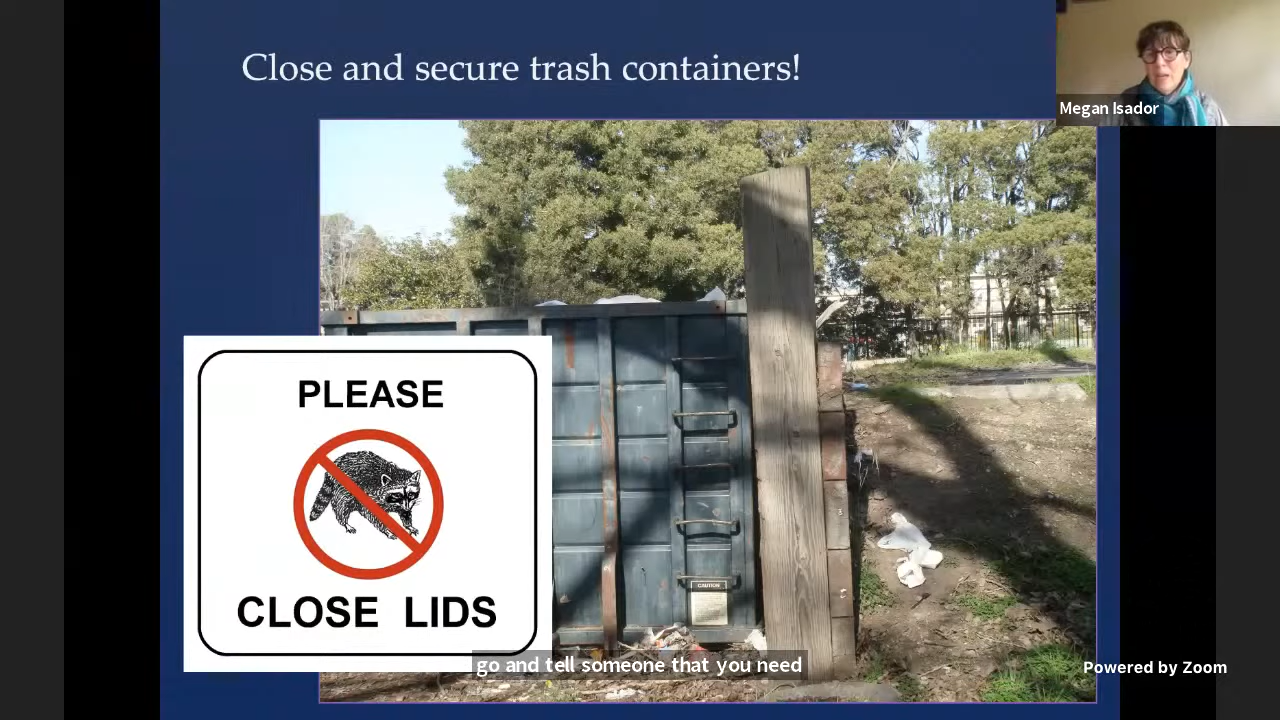 Close and secure trash containers!
Megan Isador
PLEASE
CLOSE LIDS
CAUTION
go and tell someone that you need
Powered by Zoom